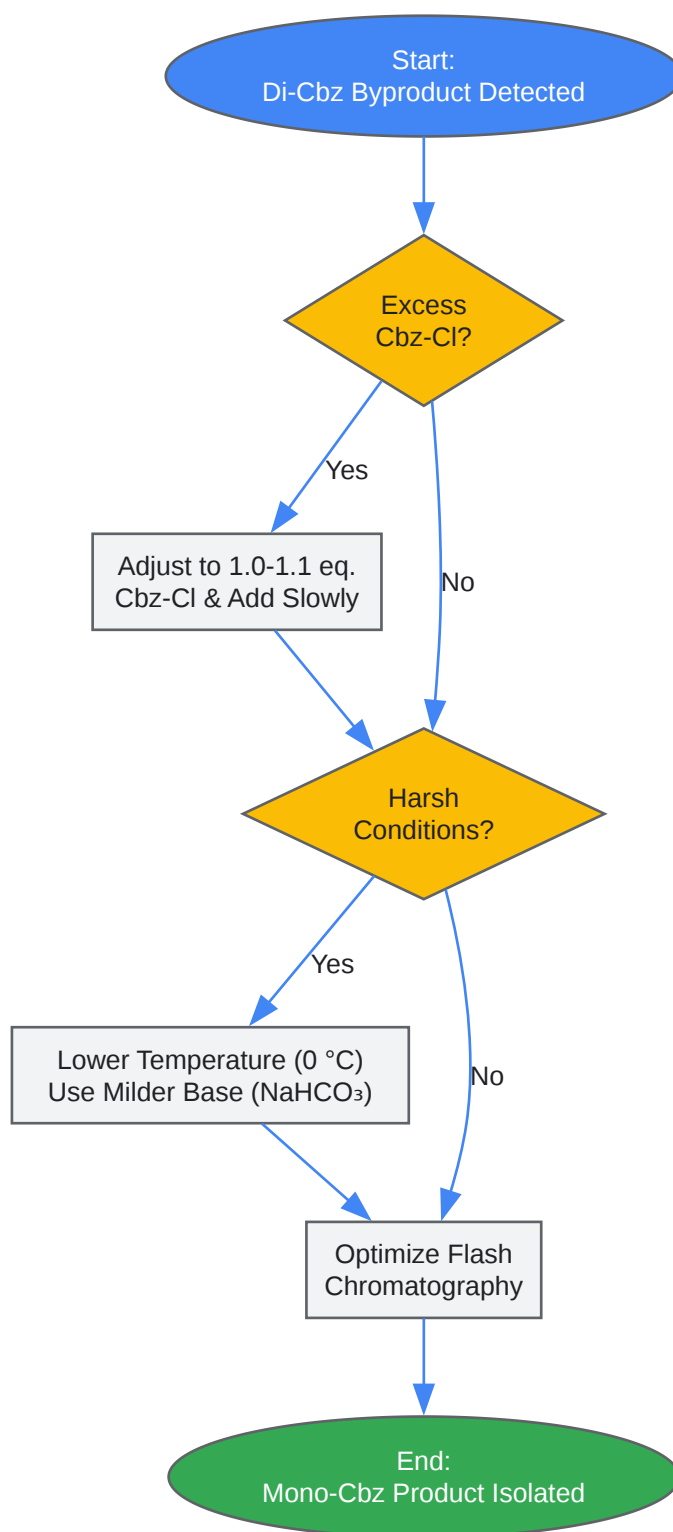 Start:
Di-Cbz Byproduct Detected
Excess
Cbz-Cl?
Yes
Adjust to 1.0-1.1 eq.
Cbz-Cl & Add Slowly
No
Harsh
Conditions?
Yes
Lower Temperature (0 °C)
Use Milder Base (NaHCO₃)
No
Optimize Flash
Chromatography
End:
Mono-Cbz Product Isolated